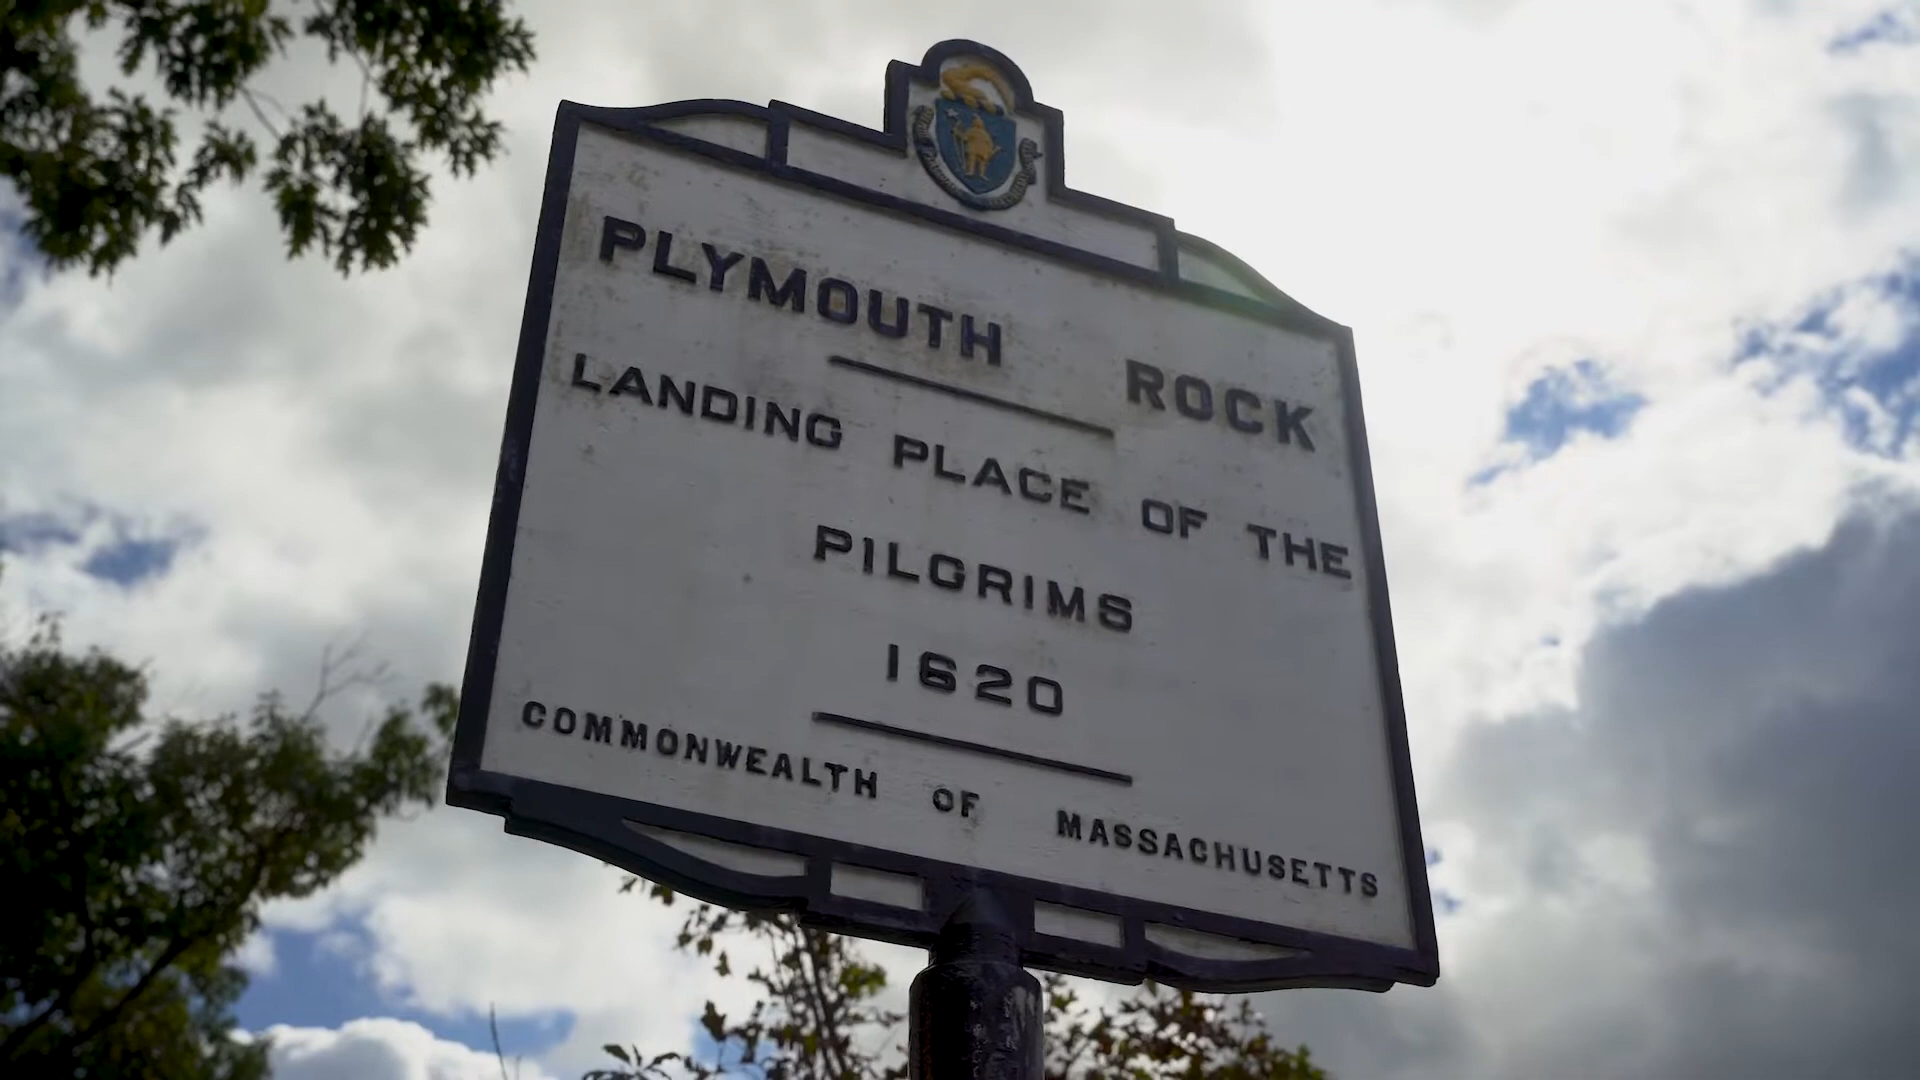 PLYMOUTH ROCK
LANDING PLACE OF THE
PILGRIMS
1620
COMMONWEALTH OF MASSACHUSETTS